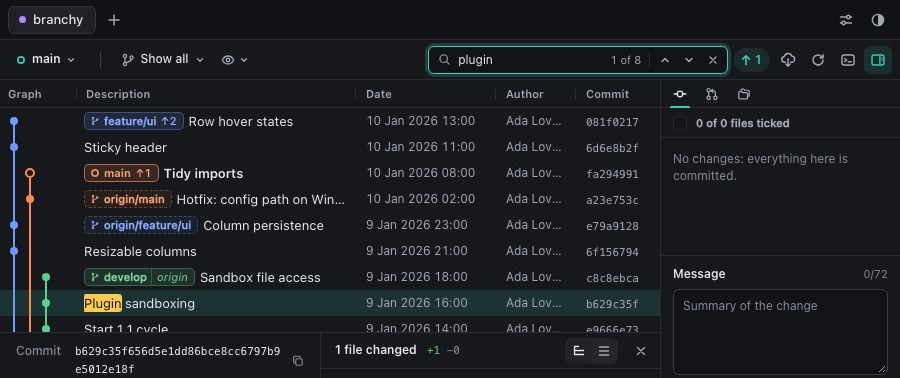 branchy
main Show all plugin 1 of 8 ↑ 1
Graph Description Date Author Commit
feature/ui ↑2 Row hover states 10 Jan 2026 13:00 Ada Lov... 081f0217
Sticky header 10 Jan 2026 11:00 Ada Lov... 6d6e8b2f
main ↑1 Tidy imports 10 Jan 2026 08:00 Ada Lov... fa294991
origin/main Hotfix: config path on Win... 10 Jan 2026 02:00 Ada Lov... a23e753c
origin/feature/ui Column persistence 9 Jan 2026 23:00 Ada Lov... e79a9128
Resizable columns 9 Jan 2026 21:00 Ada Lov... 6f156794
develop origin Sandbox file access 9 Jan 2026 18:00 Ada Lov... c8c8ebca
Plugin sandboxing 9 Jan 2026 16:00 Ada Lov... b629c35f
Start 1.1 cycle 9 Jan 2026 14:00 Ada Lov... e9666e73
Commit b629c35f656d5e1dd86bce8cc6797b9
e5012e18f
1 file changed +1 −0
0 of 0 files ticked
No changes: everything here is
committed.
Message 0/72
Summary of the change